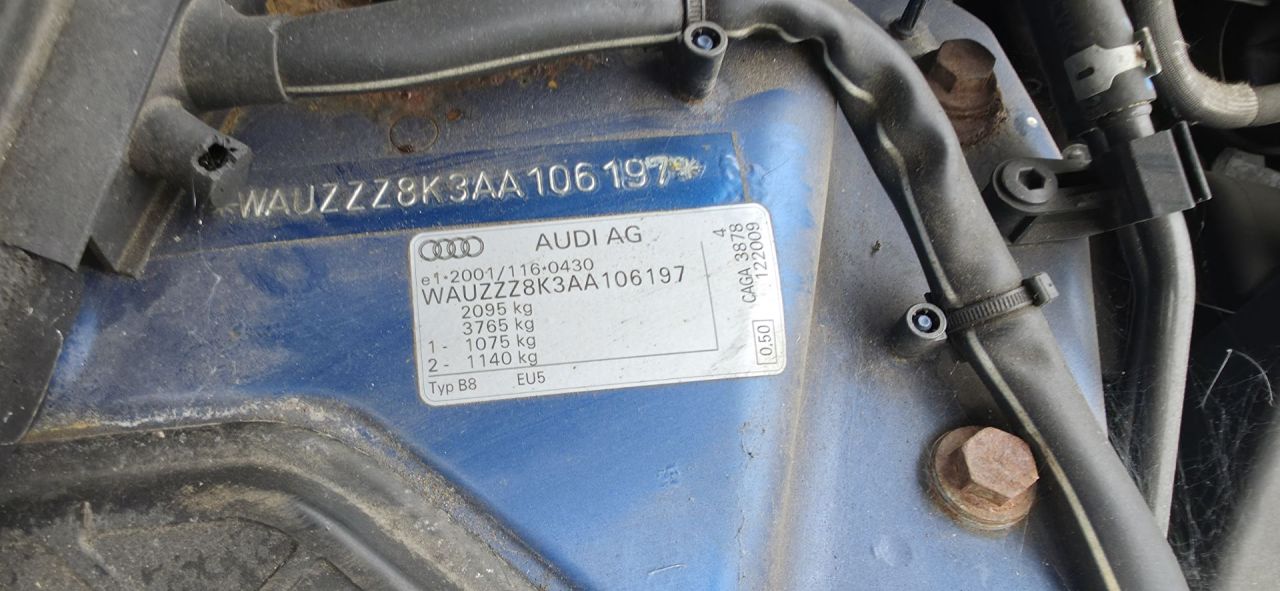 WAUZZZ8K3AA106197*
AUDI AG
e1*2001/116*0430
WAUZZZ8K3AA106197
2095 kg
3765 kg
1 - 1075 kg
2 - 1140 kg
Typ B8 EU5
4
CAGA 3878
122009
0.50